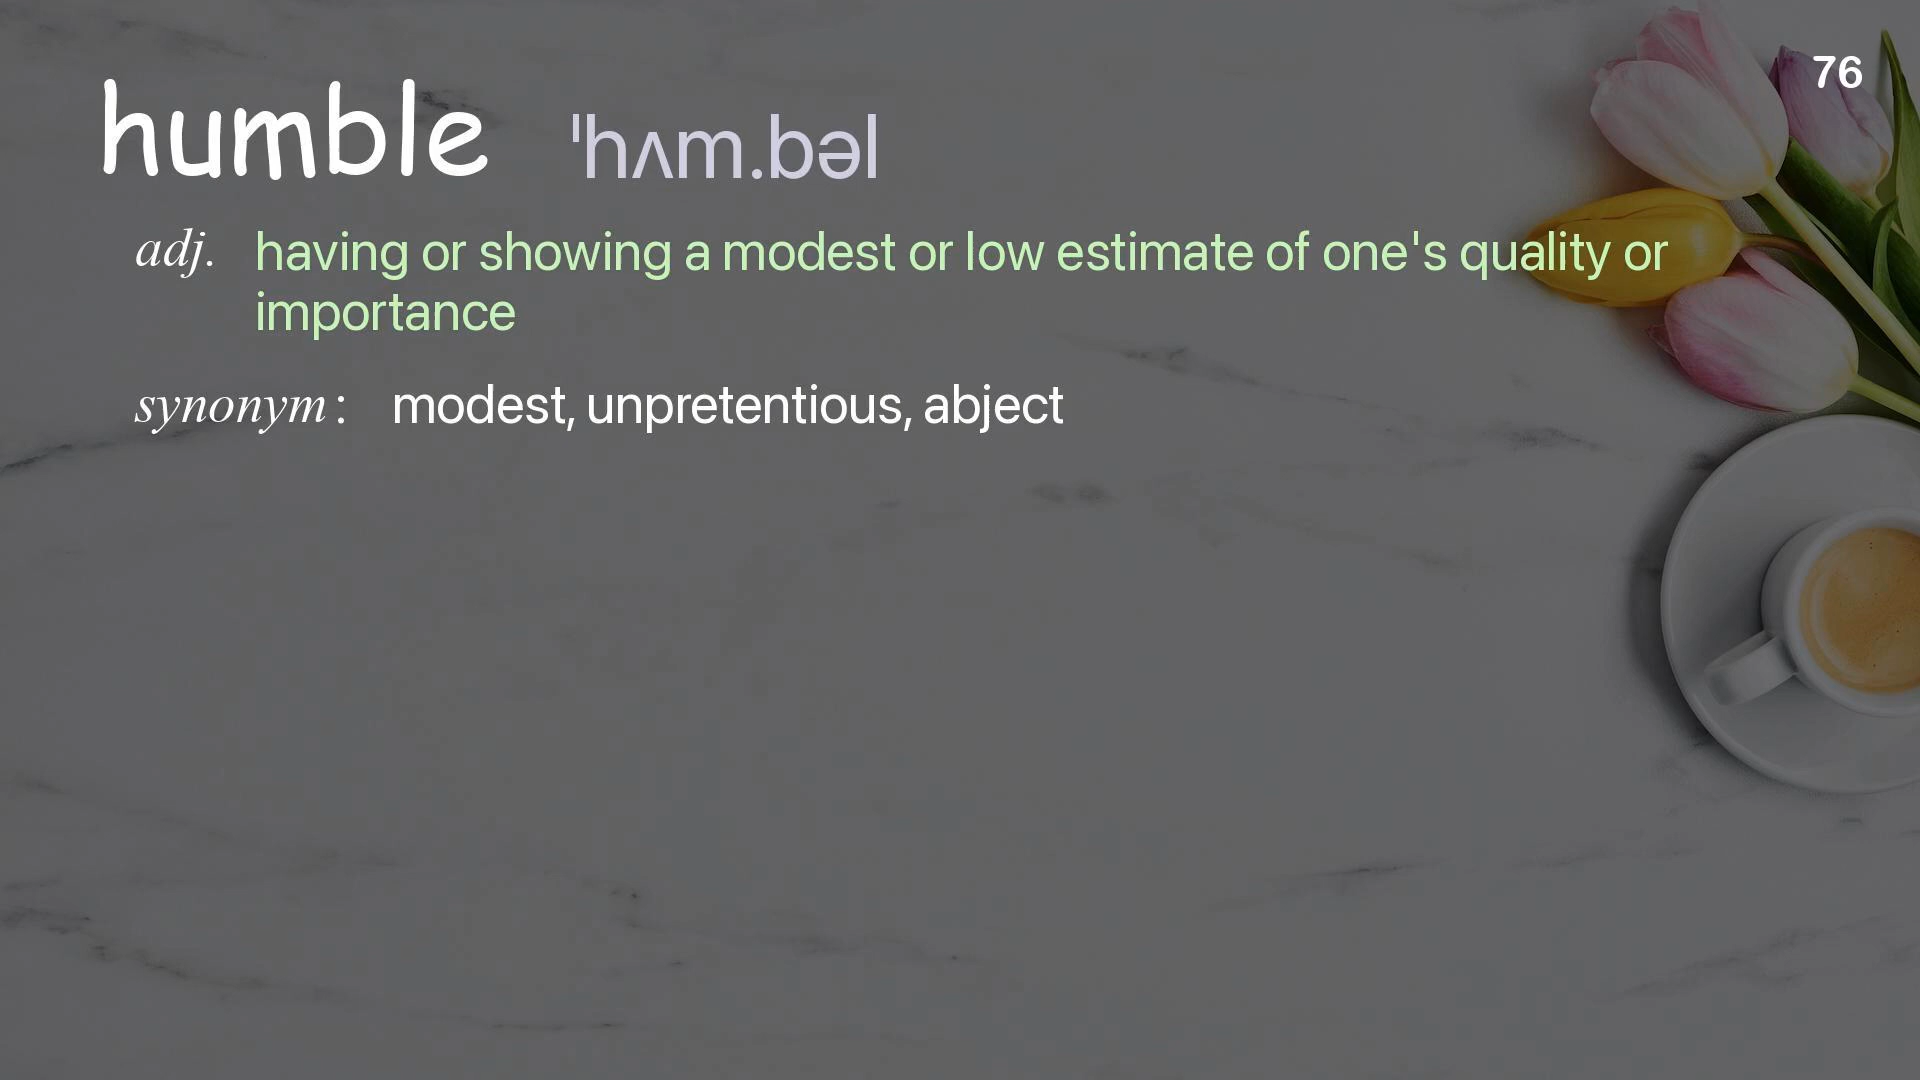 76
humble ˈhʌm.bəl
adj. having or showing a modest or low estimate of one's quality or
importance
synonym: modest, unpretentious, abject